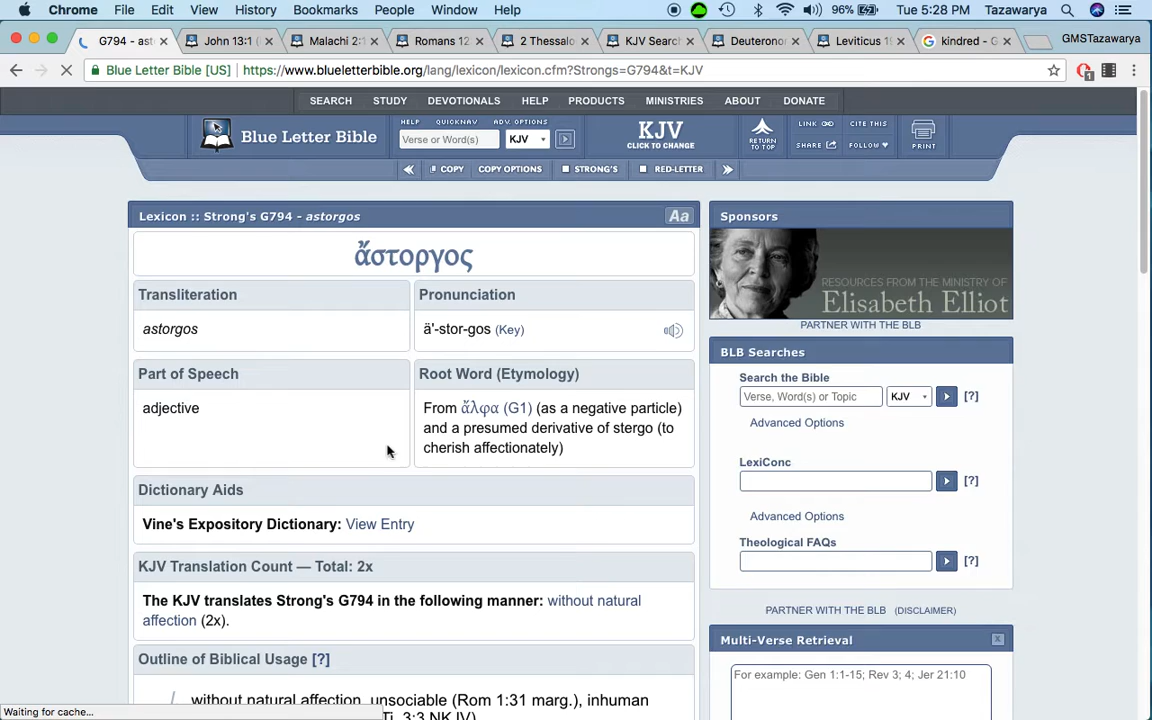 Chrome File Edit View History Bookmarks People Window Help 96% Tue 5:28 PM Tazawarya
G794 - ast × John 13:1 ( × Malachi 2:1 × Romans 12 × 2 Thessalo × KJV Searc × Deuterono × Leviticus 19 × kindred - G × GMSTazawarya
Blue Letter Bible [US] https://www.blueletterbible.org/lang/lexicon/lexicon.cfm?Strongs=G794&t=KJV
SEARCH STUDY DEVOTIONALS HELP PRODUCTS MINISTRIES ABOUT DONATE
Blue Letter Bible
HELP QUICKNAV ADV. OPTIONS
Verse or Word(s) KJV
KJV
CLICK TO CHANGE
RETURN
TO TOP
LINK CITE THIS
SHARE FOLLOW
PRINT
COPY COPY OPTIONS STRONG'S RED-LETTER
Lexicon :: Strong's G794 - astorgos Aa
ἄστοργος
Transliteration
astorgos
Pronunciation
ä'-stor-gos (Key)
Part of Speech
adjective
Root Word (Etymology)
From ἄλφα (G1) (as a negative particle)
and a presumed derivative of stergo (to
cherish affectionately)
Dictionary Aids
Vine's Expository Dictionary: View Entry
KJV Translation Count — Total: 2x
The KJV translates Strong's G794 in the following manner: without natural
affection (2x).
Outline of Biblical Usage [?]
without natural affection, unsociable (Rom 1:31 marg.), inhuman
3:3 NKJV)
Sponsors
RESOURCES FROM THE MINISTRY OF
Elisabeth Elliot
PARTNER WITH THE BLB
BLB Searches
Search the Bible
Verse, Word(s) or Topic KJV [?]
Advanced Options
LexiConc
[?]
Advanced Options
Theological FAQs
[?]
PARTNER WITH THE BLB (DISCLAIMER)
Multi-Verse Retrieval x
For example: Gen 1:1-15; Rev 3; 4; Jer 21:10
Waiting for cache...